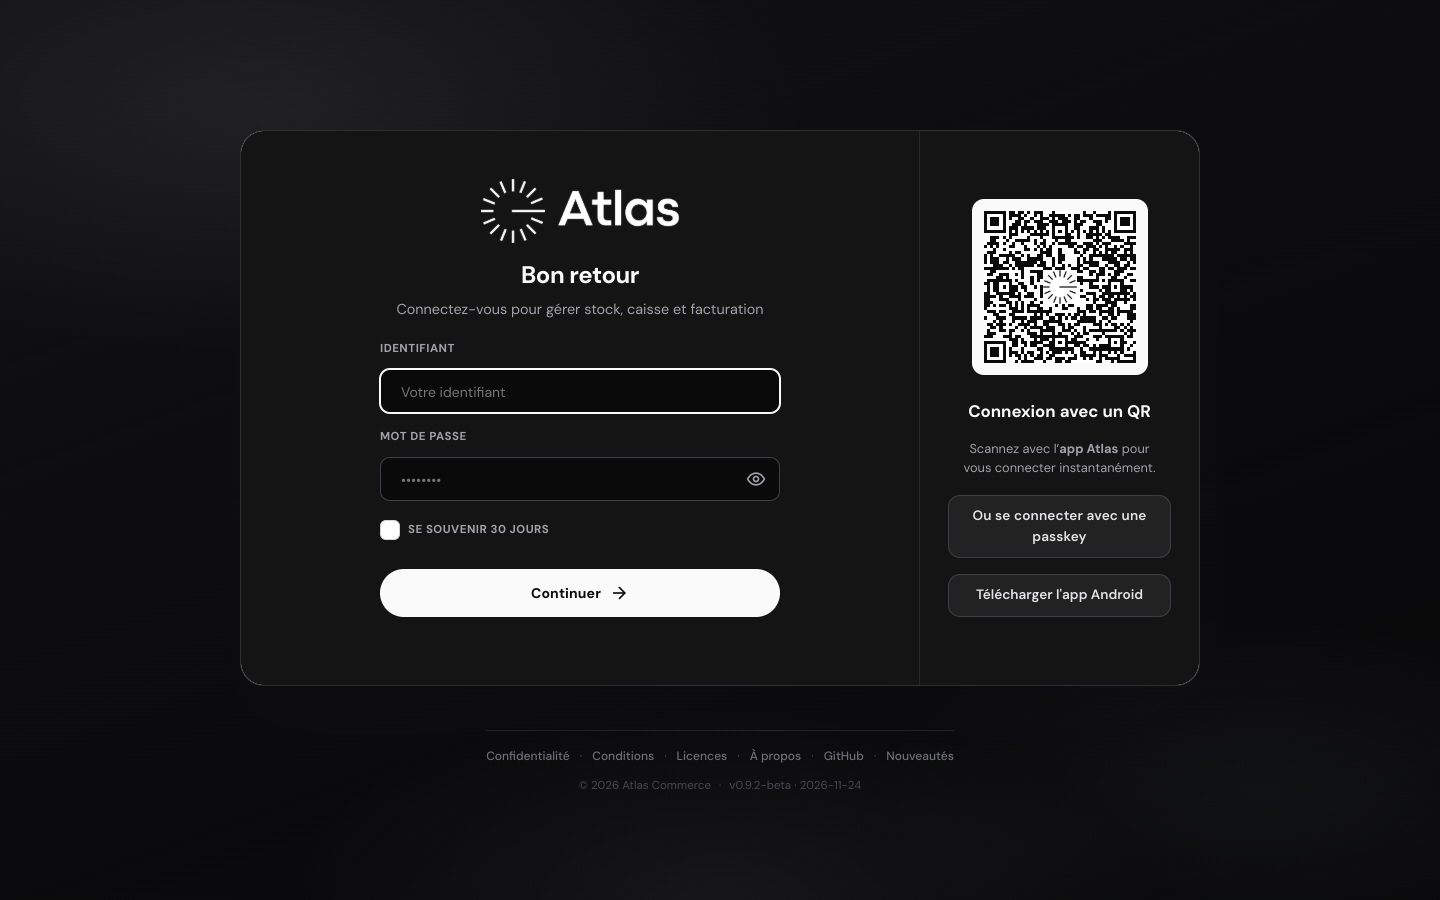 Atlas
Bon retour
Connectez-vous pour gérer stock, caisse et facturation
IDENTIFIANT
Votre identifiant
MOT DE PASSE
••••••••
SE SOUVENIR 30 JOURS
Continuer →
Connexion avec un QR
Scannez avec l'app Atlas pour
vous connecter instantanément.
Ou se connecter avec une
passkey
Télécharger l'app Android
Confidentialité · Conditions · Licences · À propos · GitHub · Nouveautés
© 2026 Atlas Commerce · v0.9.2-beta · 2026-11-24